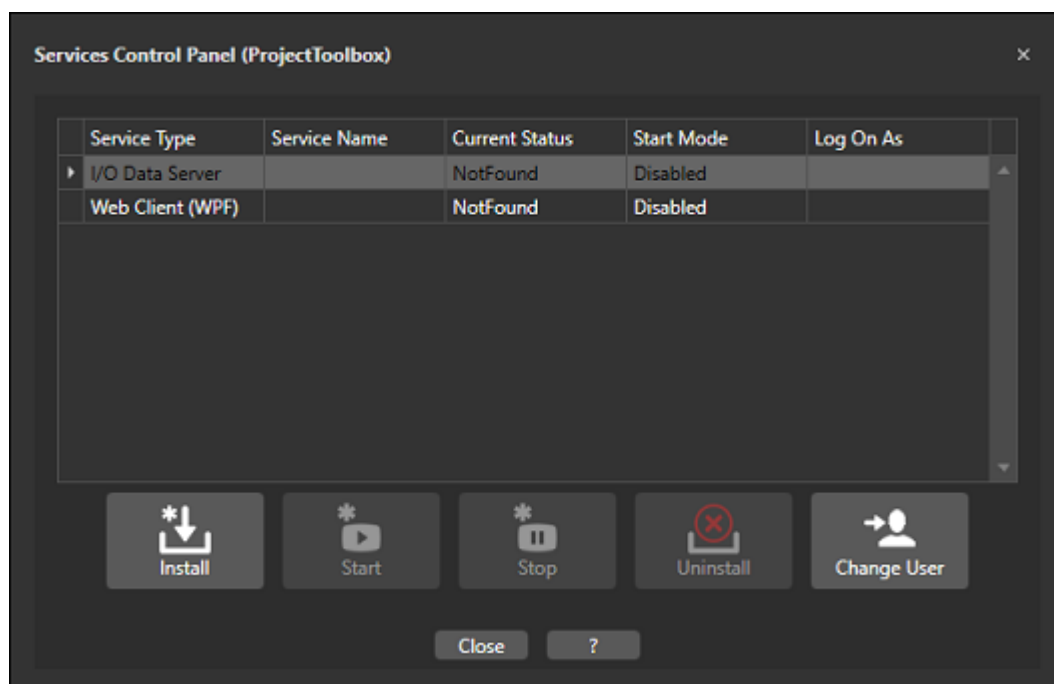 Services Control Panel (ProjectToolbox)
Service Type Service Name Current Status Start Mode Log On As
I/O Data Server NotFound Disabled
Web Client (WPF) NotFound Disabled
Install Start Stop Uninstall Change User
Close ?